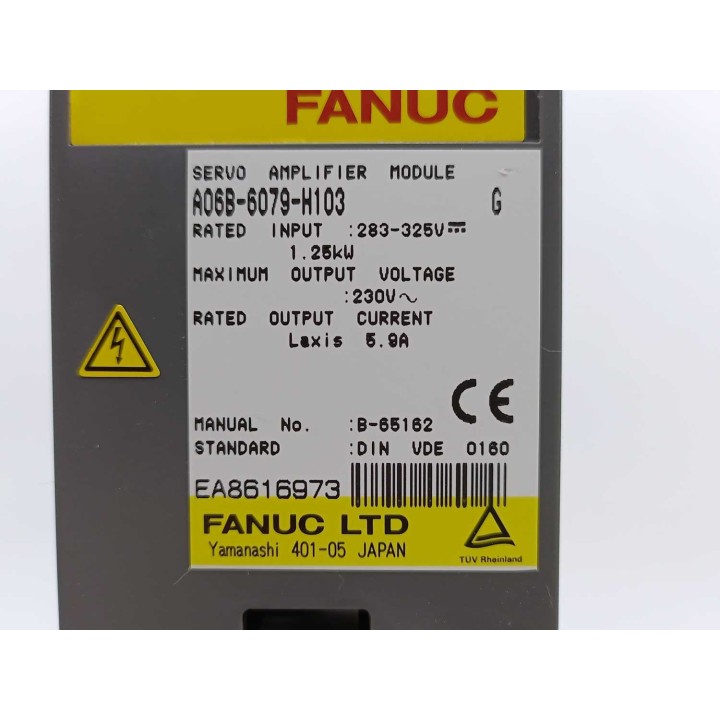 FANUC
SERVO AMPLIFIER MODULE
A06B-6079-H103 G
RATED INPUT :283-325V⎓
1.25kW
MAXIMUM OUTPUT VOLTAGE
:230V～
RATED OUTPUT CURRENT
Laxis 5.9A
CE
MANUAL No. :B-65162
STANDARD :DIN VDE 0160
EA8616973
FANUC LTD
Yamanashi 401-05 JAPAN
TÜV Rheinland